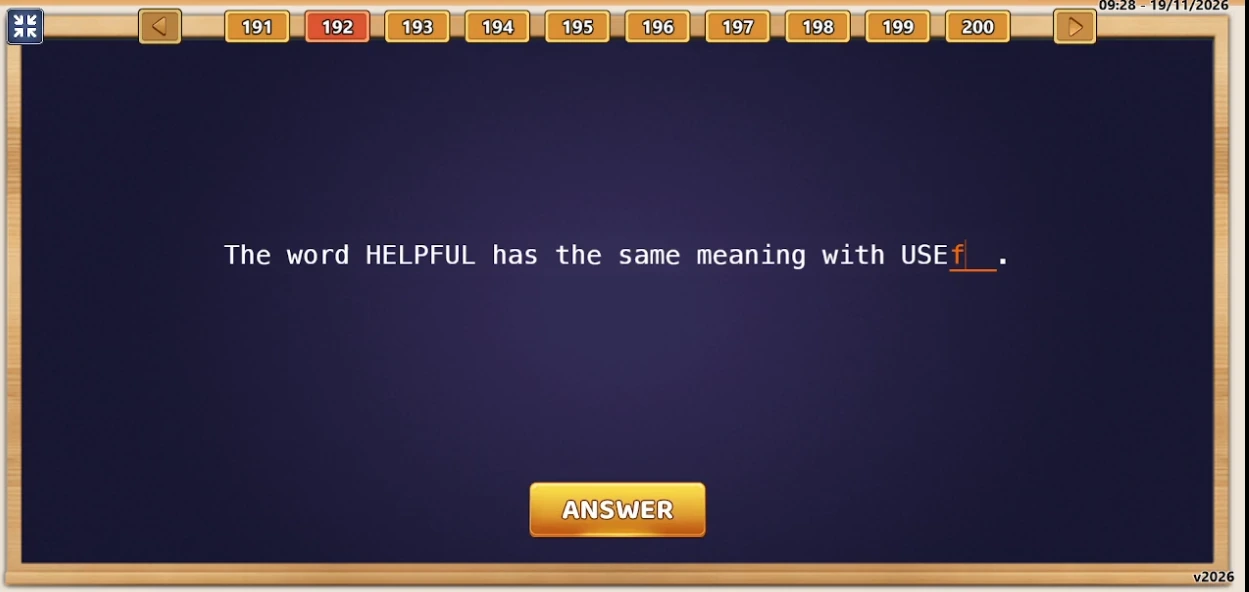 09:28 - 19/11/2026
191 192 193 194 195 196 197 198 199 200
The word HELPFUL has the same meaning with USEf__.
ANSWER
v2026